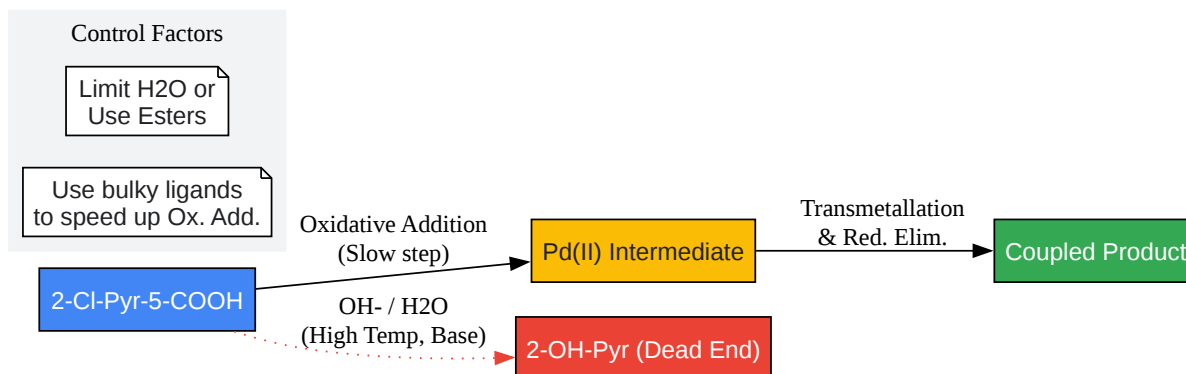 Control Factors
Limit H2O or
Use Esters
Use bulky ligands
to speed up Ox. Add.
2-Cl-Pyr-5-COOH
Oxidative Addition
(Slow step)
OH- / H2O
(High Temp, Base)
Pd(II) Intermediate
2-OH-Pyr (Dead End)
Transmetallation
& Red. Elim.
Coupled Product